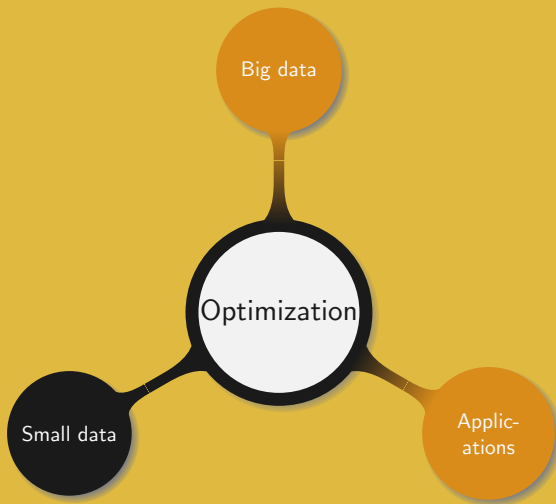 Big data
Optimization
Small data
Applic-
ations